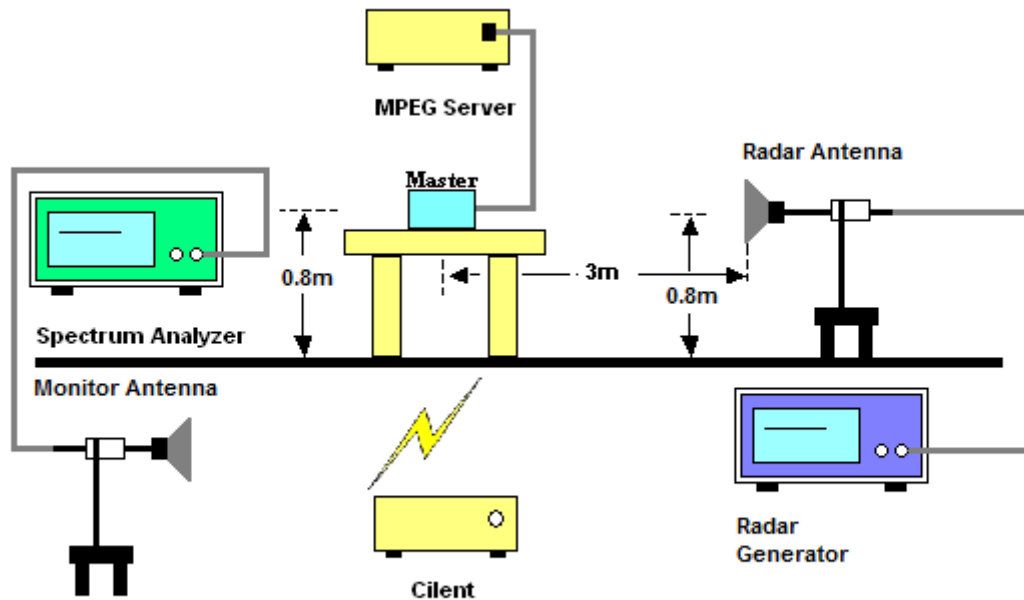 MPEG Server
Radar Antenna
Master
0.8m
3m
0.8m
Spectrum Analyzer
Monitor Antenna
Radar
Generator
Cilent